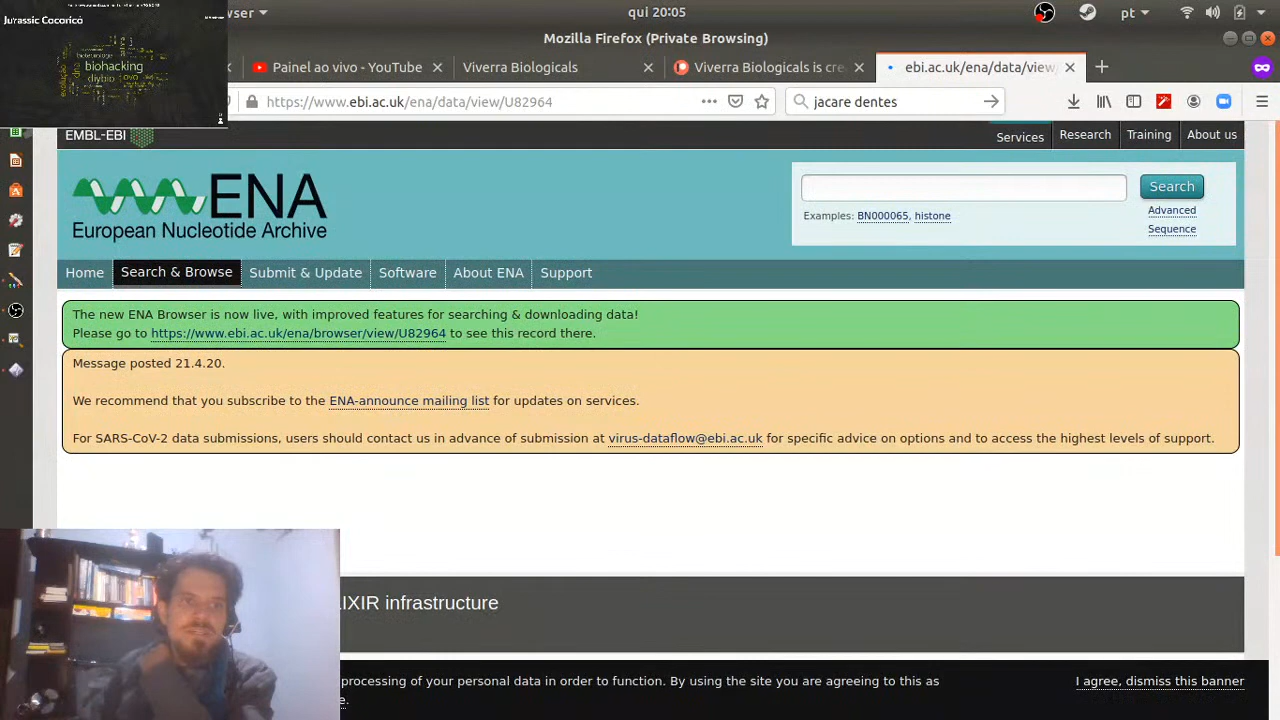 owser
qui 20:05
pt
Jurassic Cocoricó
biohacking
diybio
ovo
evolução
Mozilla Firefox (Private Browsing)
Painel ao vivo - YouTube
Viverra Biologicals
Viverra Biologicals is cre
ebi.ac.uk/ena/data/view/
https://www.ebi.ac.uk/ena/data/view/U82964
jacare dentes
EMBL-EBI
Services
Research
Training
About us
ENA
European Nucleotide Archive
Search
Examples: BN000065, histone
Advanced
Sequence
Home
Search & Browse
Submit & Update
Software
About ENA
Support
The new ENA Browser is now live, with improved features for searching & downloading data!
Please go to https://www.ebi.ac.uk/ena/browser/view/U82964 to see this record there.
Message posted 21.4.20.
We recommend that you subscribe to the ENA-announce mailing list for updates on services.
For SARS-CoV-2 data submissions, users should contact us in advance of submission at virus-dataflow@ebi.ac.uk for specific advice on options and to access the highest levels of support.
LIXIR infrastructure
processing of your personal data in order to function. By using the site you are agreeing to this as
e.
I agree, dismiss this banner